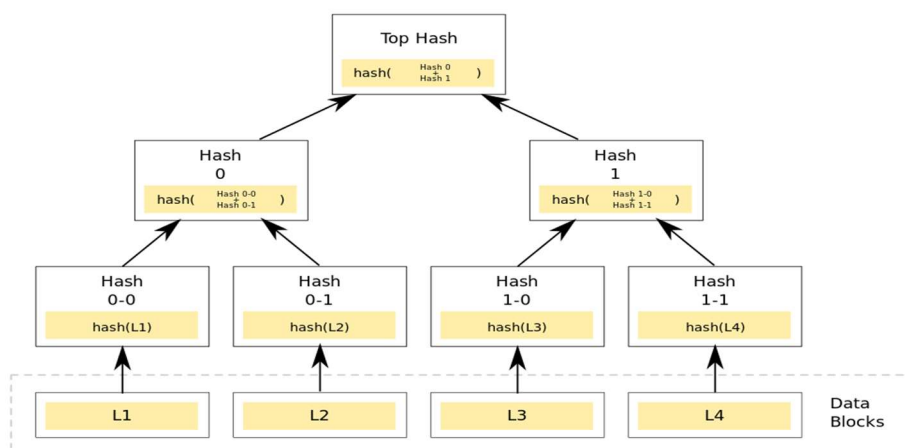 Top Hash
hash( Hash 0 + Hash 1 )
Hash
0
hash( Hash 0-0 + Hash 0-1 )
Hash
1
hash( Hash 1-0 + Hash 1-1 )
Hash
0-0
hash(L1)
Hash
0-1
hash(L2)
Hash
1-0
hash(L3)
Hash
1-1
hash(L4)
L1
L2
L3
L4
Data
Blocks